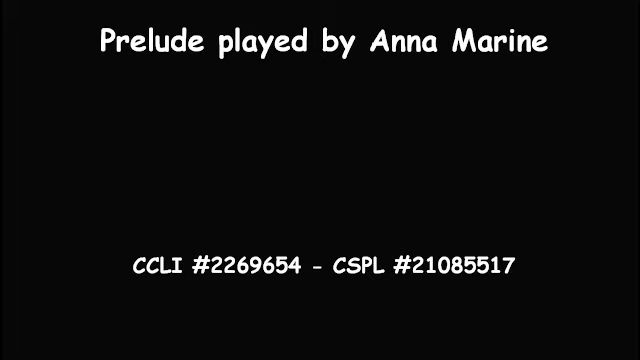 Prelude played by Anna Marine
CCLI #2269654 - CSPL #21085517